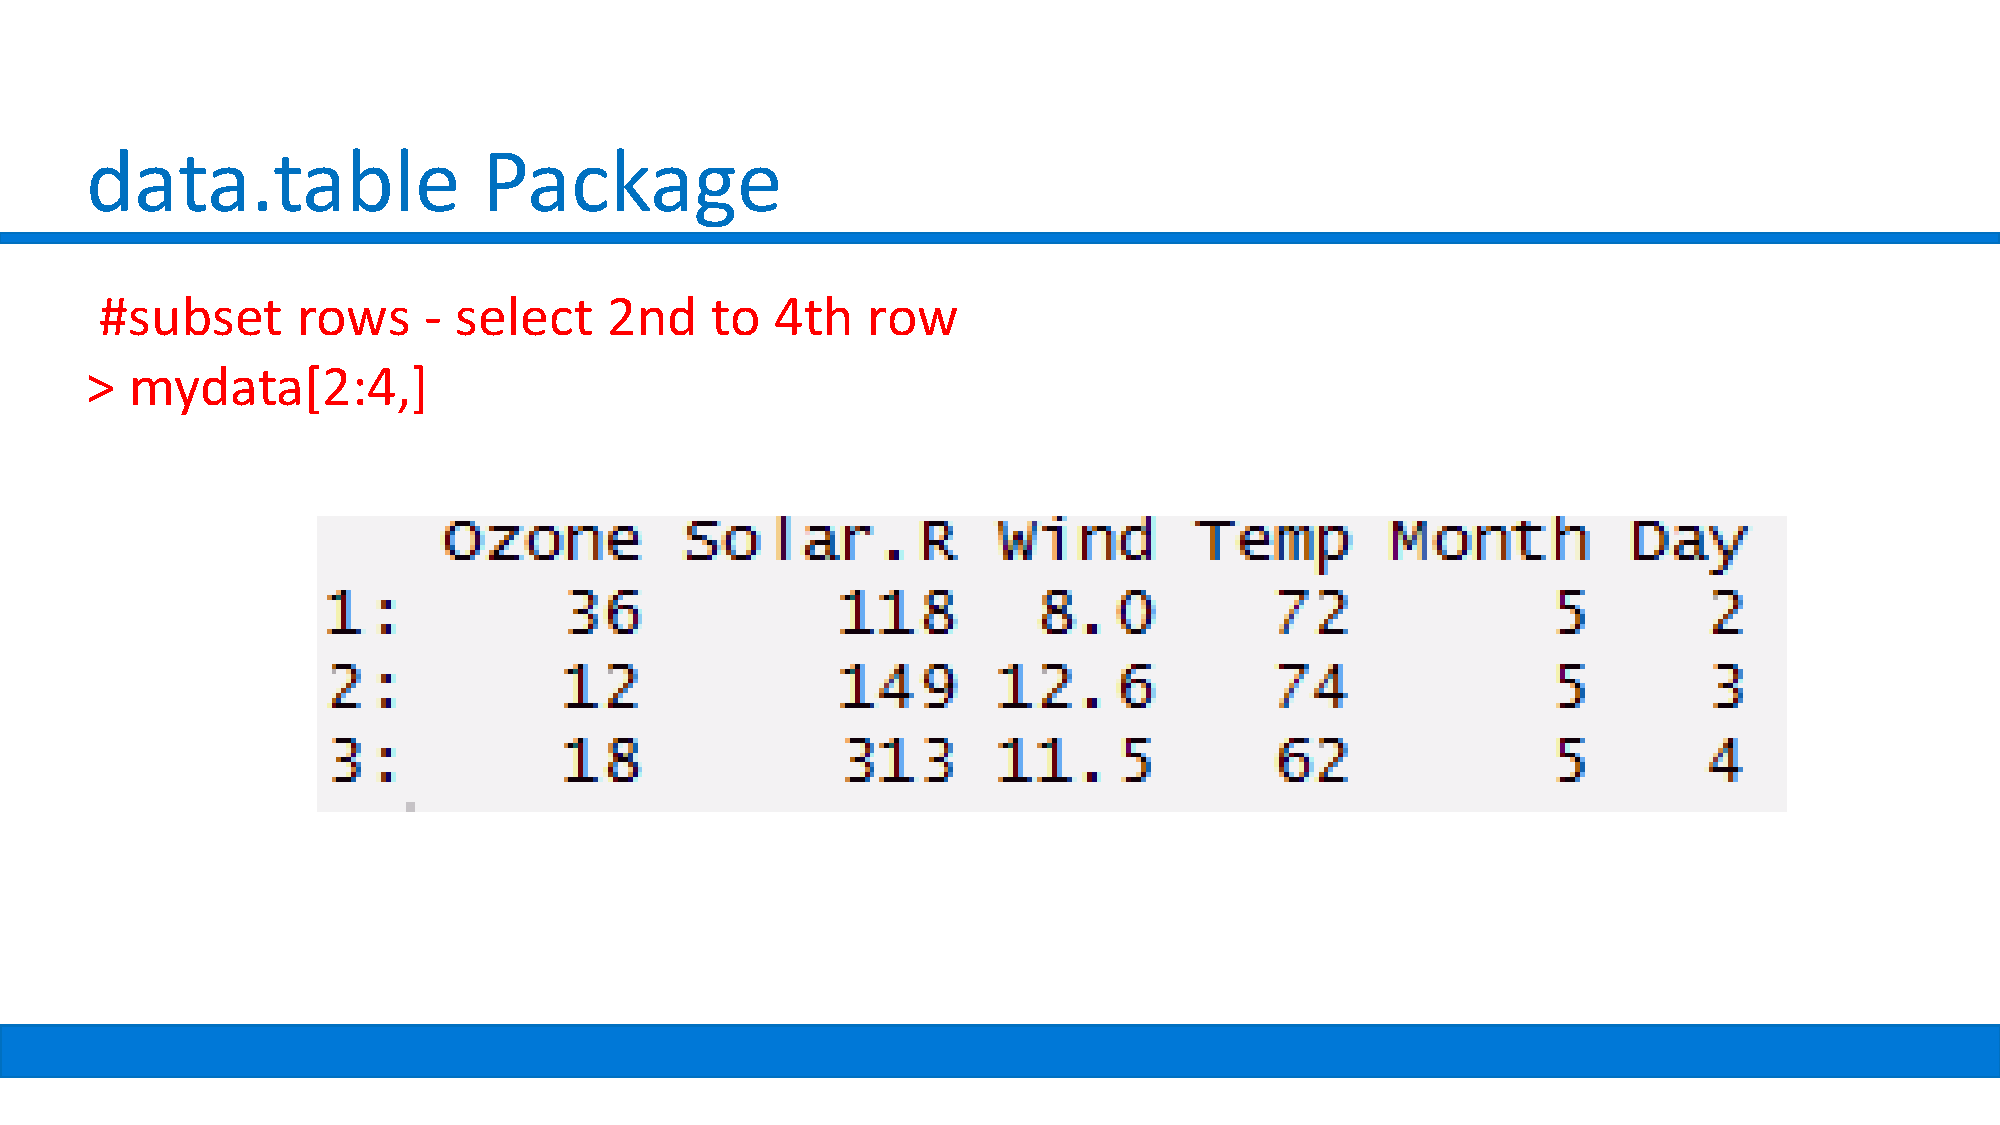 data.table Package
#subset rows - select 2nd to 4th row
> mydata[2:4,]
Ozone Solar.R Wind Temp Month Day
1: 36 118 8.0 72 5 2
2: 12 149 12.6 74 5 3
3: 18 313 11.5 62 5 4